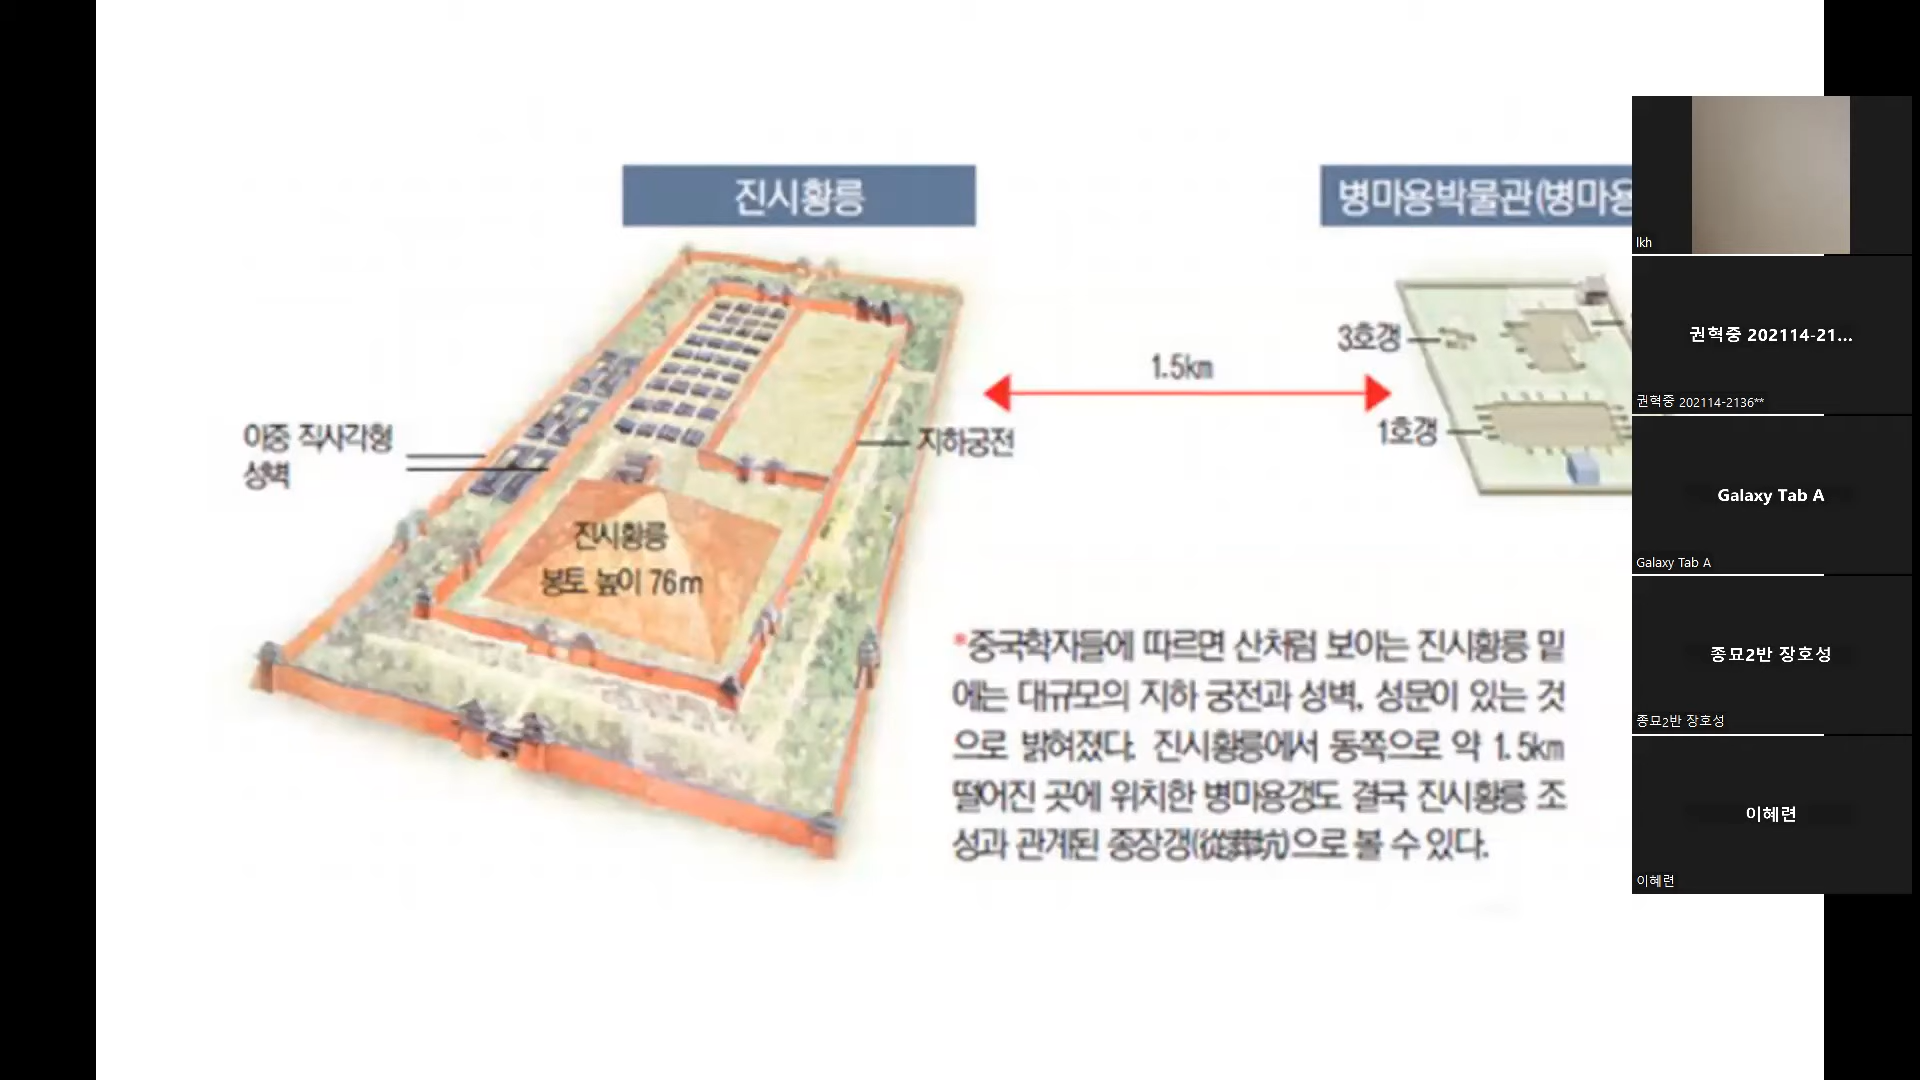 진시황릉
병마용박물관(병마용
3호갱
1.5km
1호갱
이중 직사각형
성벽
지하궁전
진시황릉
봉토 높이 76m
*중국학자들에 따르면 산처럼 보이는 진시황릉 밑
에는 대규모의 지하 궁전과 성벽, 성문이 있는 것
으로 밝혀졌다. 진시황릉에서 동쪽으로 약 1.5km
떨어진 곳에 위치한 병마용갱도 결국 진시황릉 조
성과 관계된 종장갱(從葬坑)으로 볼 수 있다.
lkh
권혁중 202114-21...
권혁중 202114-2136**
Galaxy Tab A
Galaxy Tab A
종묘2반 장호성
종묘2반 장호성
이혜련
이혜련